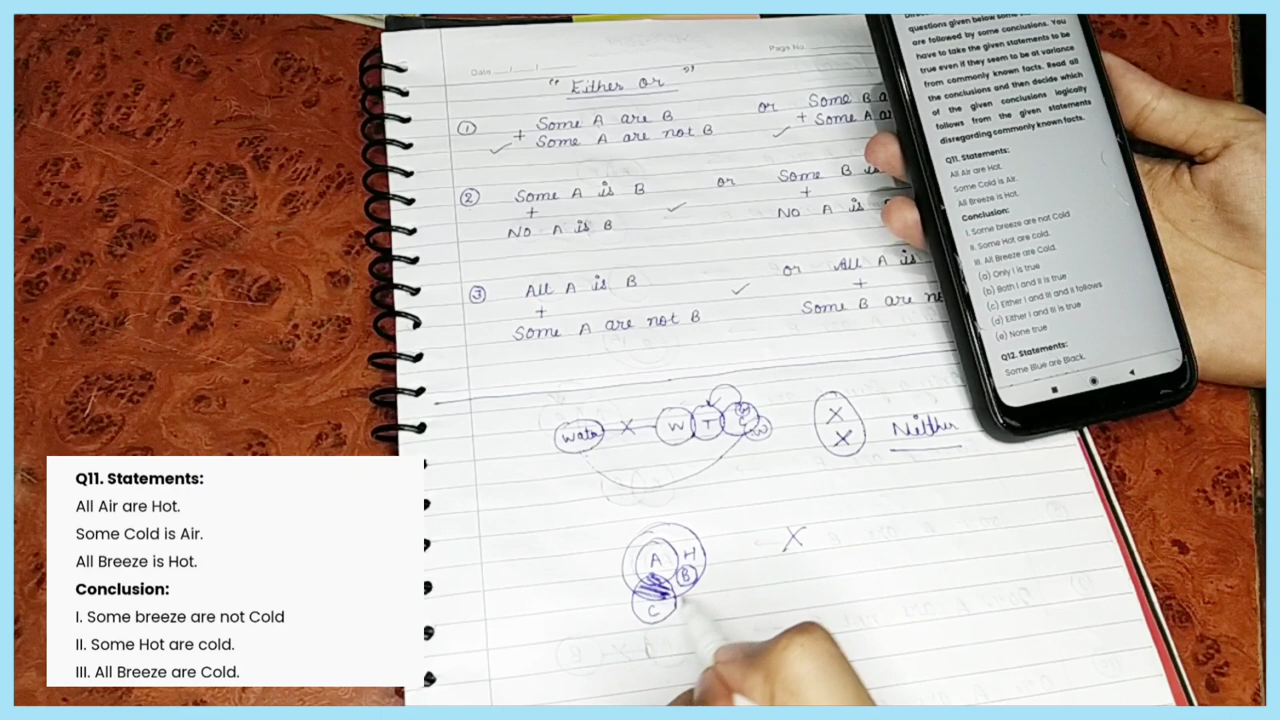 Date __/__/__
Page No.
"Either or"
① Some A are B or Some B a
+ Some A are not B + Some A ar
② Some A is B or Some B is
+ +
No A is B No A is
③ All A is B or All A is
+ +
Some A are not B Some B are no
Wate X W T
X
X
Neither
A H B C
X
questions given below some
are followed by some conclusions. You
have to take the given statements to be
true even if they seem to be at variance
from commonly known facts. Read all
the conclusions and then decide which
of the given conclusions logically
follows from the given statements
disregarding commonly known facts.
Q11. Statements:
All Air are Hot.
Some Cold is Air.
All Breeze is Hot.
Conclusion:
I. Some breeze are not Cold
II. Some Hot are cold.
III. All Breeze are Cold.
(a) Only I is true
(b) Both I and II is true
(c) Either I and III and II follows
(d) Either I and III is true
(e) None true
Q12. Statements:
Some Blue are Black.
Q11. Statements:
All Air are Hot.
Some Cold is Air.
All Breeze is Hot.
Conclusion:
I. Some breeze are not Cold
II. Some Hot are cold.
III. All Breeze are Cold.